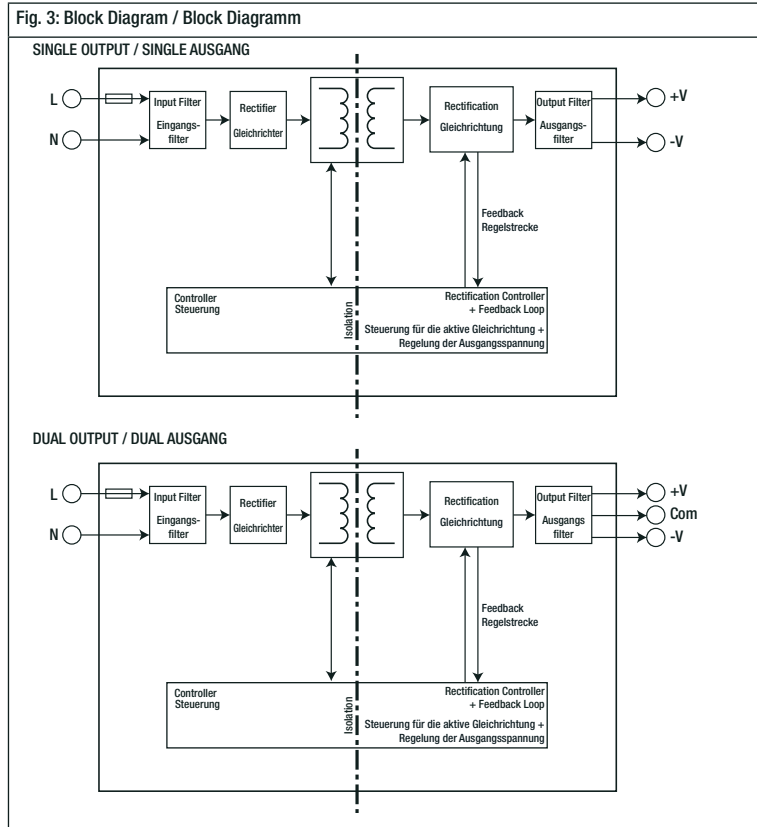 Fig. 3: Block Diagram / Block Diagramm
SINGLE OUTPUT / SINGLE AUSGANG
L
N
Input Filter
Eingangs-
filter
Rectifier
Gleichrichter
Rectification
Gleichrichtung
Output Filter
Ausgangs-
filter
+V
-V
Feedback
Regelstrecke
Controller
Steuerung
Isolation
Rectification Controller
+ Feedback Loop
Steuerung für die aktive Gleichrichtung +
Regelung der Ausgangsspannung
DUAL OUTPUT / DUAL AUSGANG
L
N
Input Filter
Eingangs-
filter
Rectifier
Gleichrichter
Rectification
Gleichrichtung
Output Filter
Ausgangs
filter
+V
Com
-V
Feedback
Regelstrecke
Controller
Steuerung
Isolation
Rectification Controller
+ Feedback Loop
Steuerung für die aktive Gleichrichtung +
Regelung der Ausgangsspannung